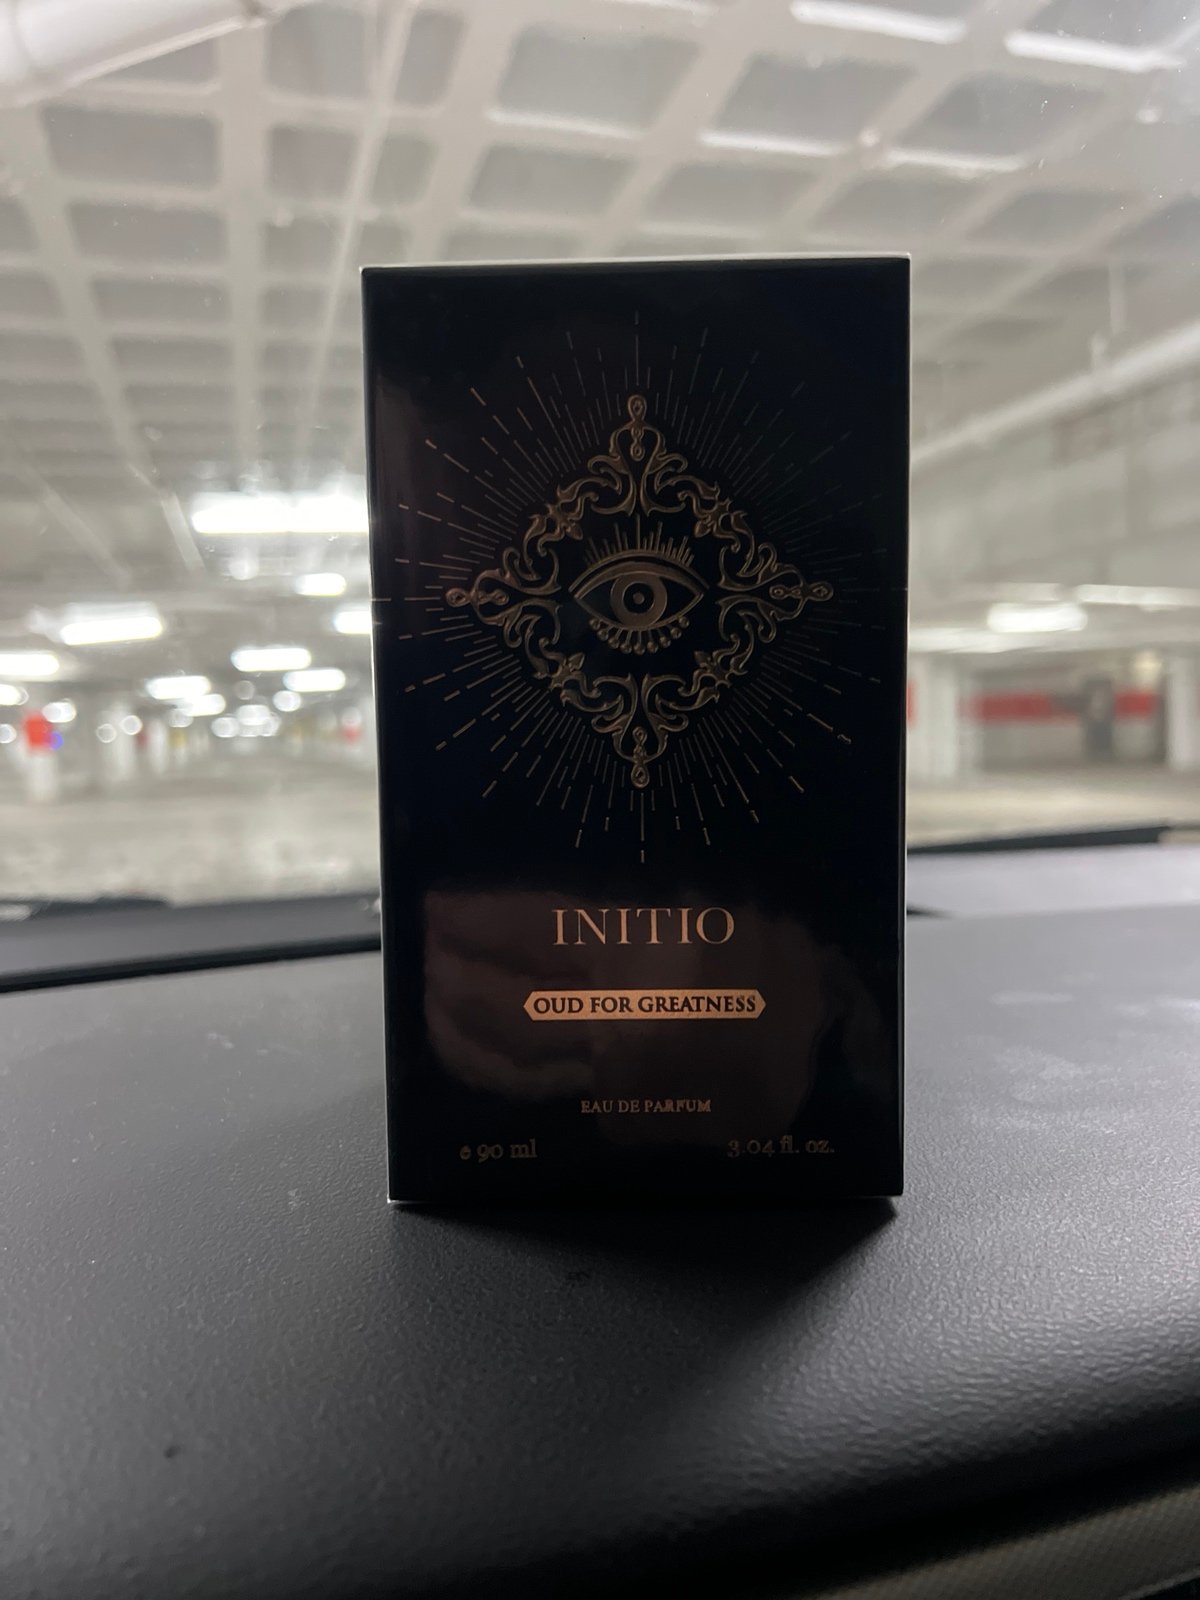 INITIO
OUD FOR GREATNESS
EAU DE PARFUM
℮ 90 ml 3.04 fl. oz.